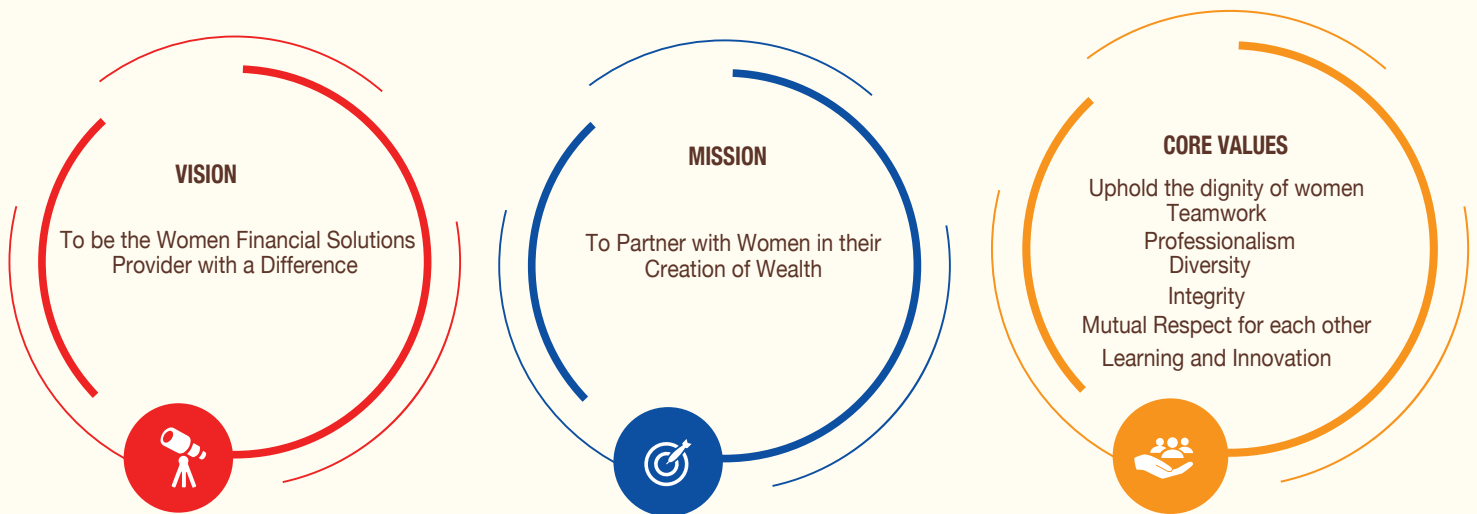 VISION
To be the Women Financial Solutions
Provider with a Difference
MISSION
To Partner with Women in their
Creation of Wealth
CORE VALUES
Uphold the dignity of women
Teamwork
Professionalism
Diversity
Integrity
Mutual Respect for each other
Learning and Innovation